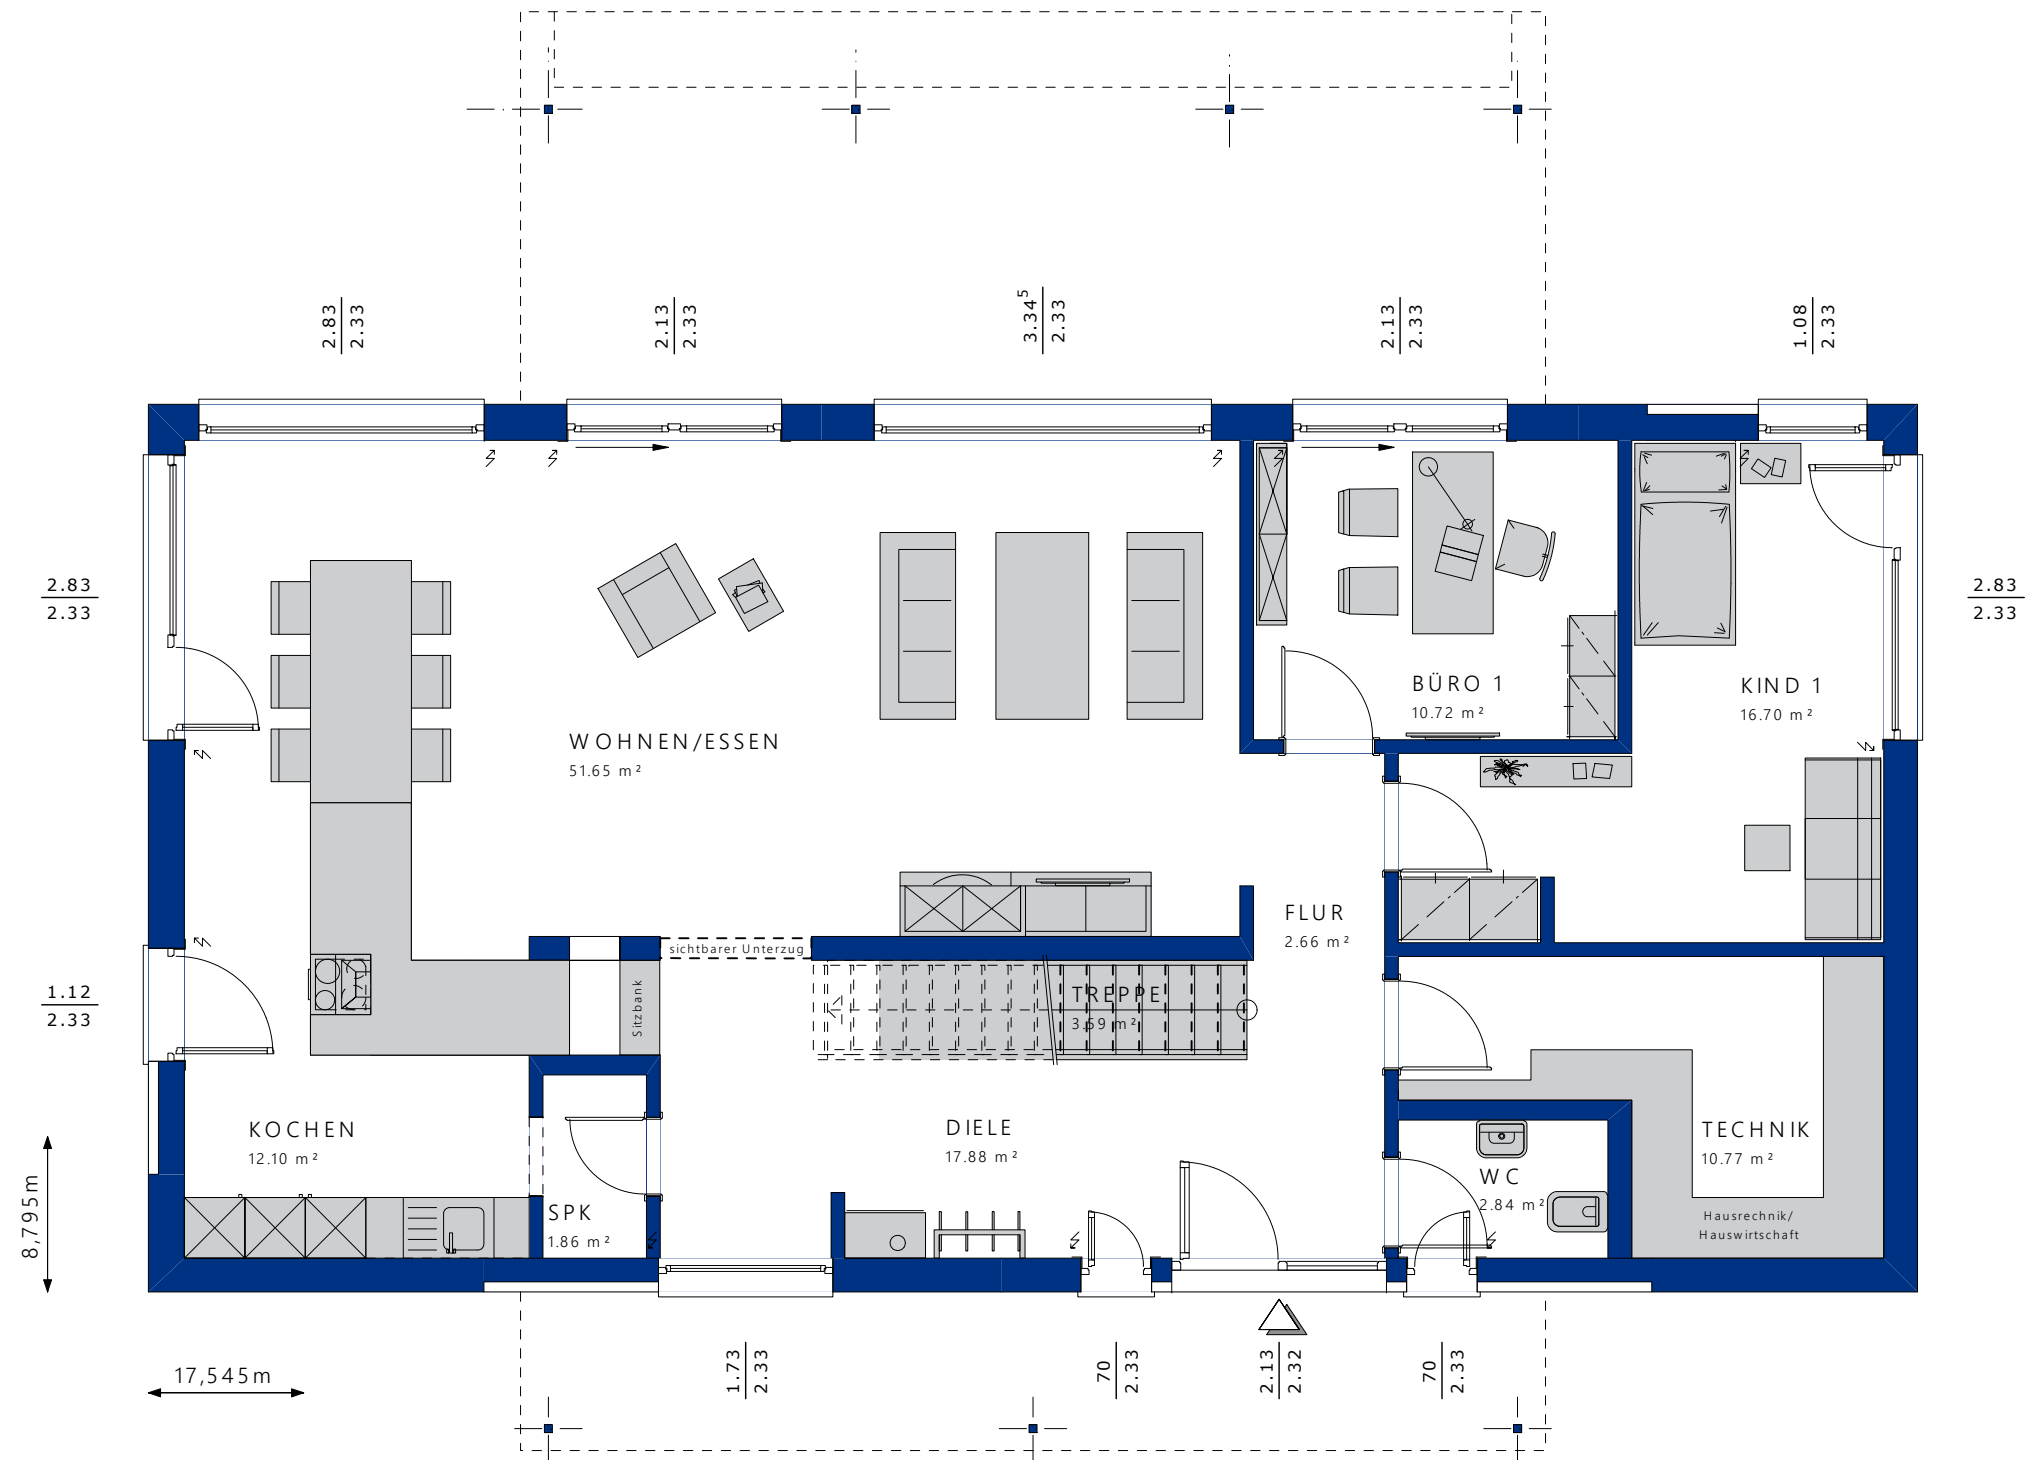 2.83
2.33
2.13
2.33
3.34⁵
2.33
2.13
2.33
1.08
2.33
2.83
2.33
2.83
2.33
BÜRO 1
10.72 m²
KIND 1
16.70 m²
WOHNEN/ESSEN
51.65 m²
FLUR
2.66 m²
sichtbarer Unterzug
1.12
2.33
Sitzbank
TREPPE
3.59 m²
KOCHEN
12.10 m²
DIELE
17.88 m²
TECHNIK
10.77 m²
WC
2.84 m²
SPK
1.86 m²
Hausrechnik/
Hauswirtschaft
8,795m
17,545m
1.73
2.33
70
2.33
2.13
2.32
70
2.33